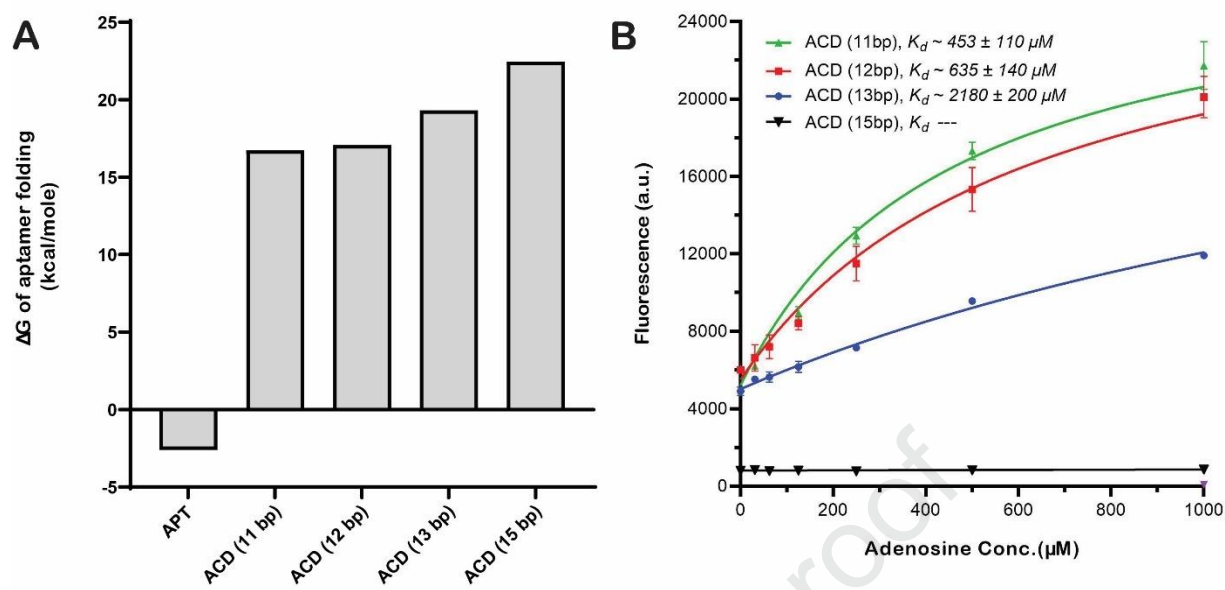 A
ΔG of aptamer folding
(kcal/mole)
25
20
15
10
5
0
-5
APT
ACD (11 bp)
ACD (12 bp)
ACD (13 bp)
ACD (15 bp)
B
Fluorescence (a.u.)
24000
20000
16000
12000
8000
4000
0
ACD (11bp), Kd ~ 453 ± 110 µM
ACD (12bp), Kd ~ 635 ± 140 µM
ACD (13bp), Kd ~ 2180 ± 200 µM
ACD (15bp), Kd ---
0
200
400
600
800
1000
Adenosine Conc.(µM)
roof